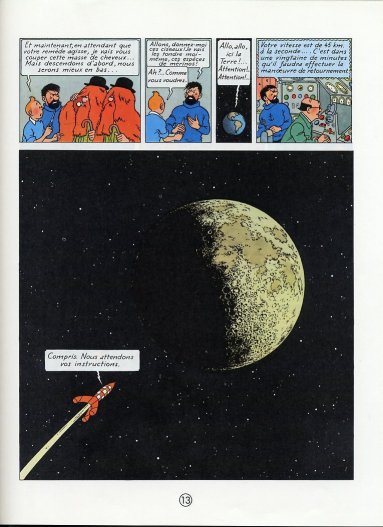 Et maintenant, en attendant que
votre remède agisse, je vais vous
couper cette masse de cheveux...
Mais descendons d'abord, nous
serons mieux en bas...
Allons, donnez-moi
ces ciseaux! Je vais
les tondre moi-
même, ces espèces
de mérinos!
Ah?.. Comme
vous voudrez.
Allo, allo,
ici la
Terre!...
Attention!..
Attention!..
Votre vitesse est de 45 km.
à la seconde.... C'est dans
une vingtaine de minutes
qu'il faudra effectuer la
manœuvre de retournement.
Compris. Nous attendons
vos instructions.
13